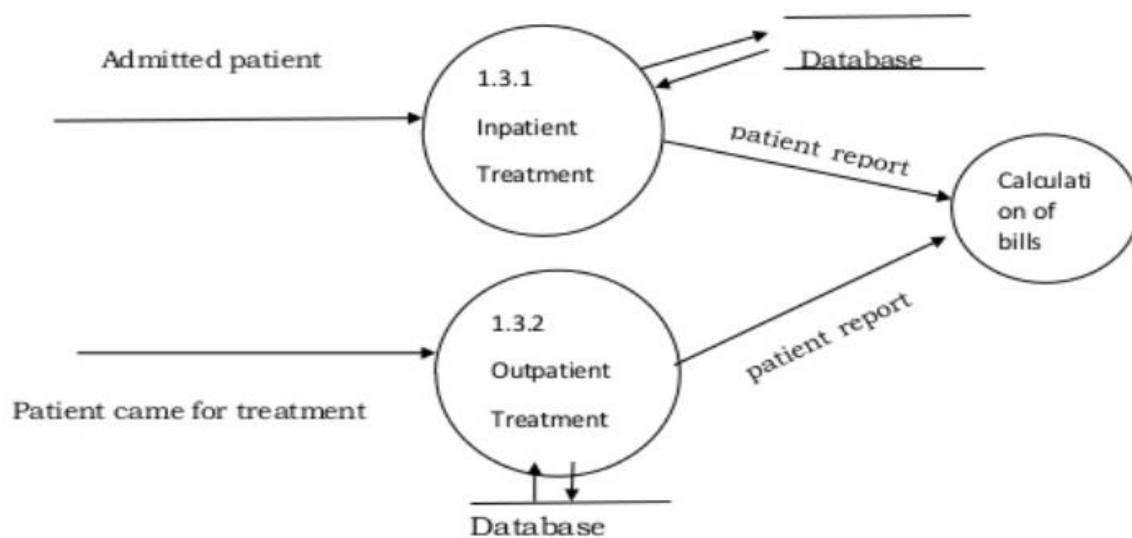 Admitted patient
1.3.1
Inpatient
Treatment
Database
patient report
Calculati
on of
bills
1.3.2
Outpatient
Treatment
patient report
Patient came for treatment
Database